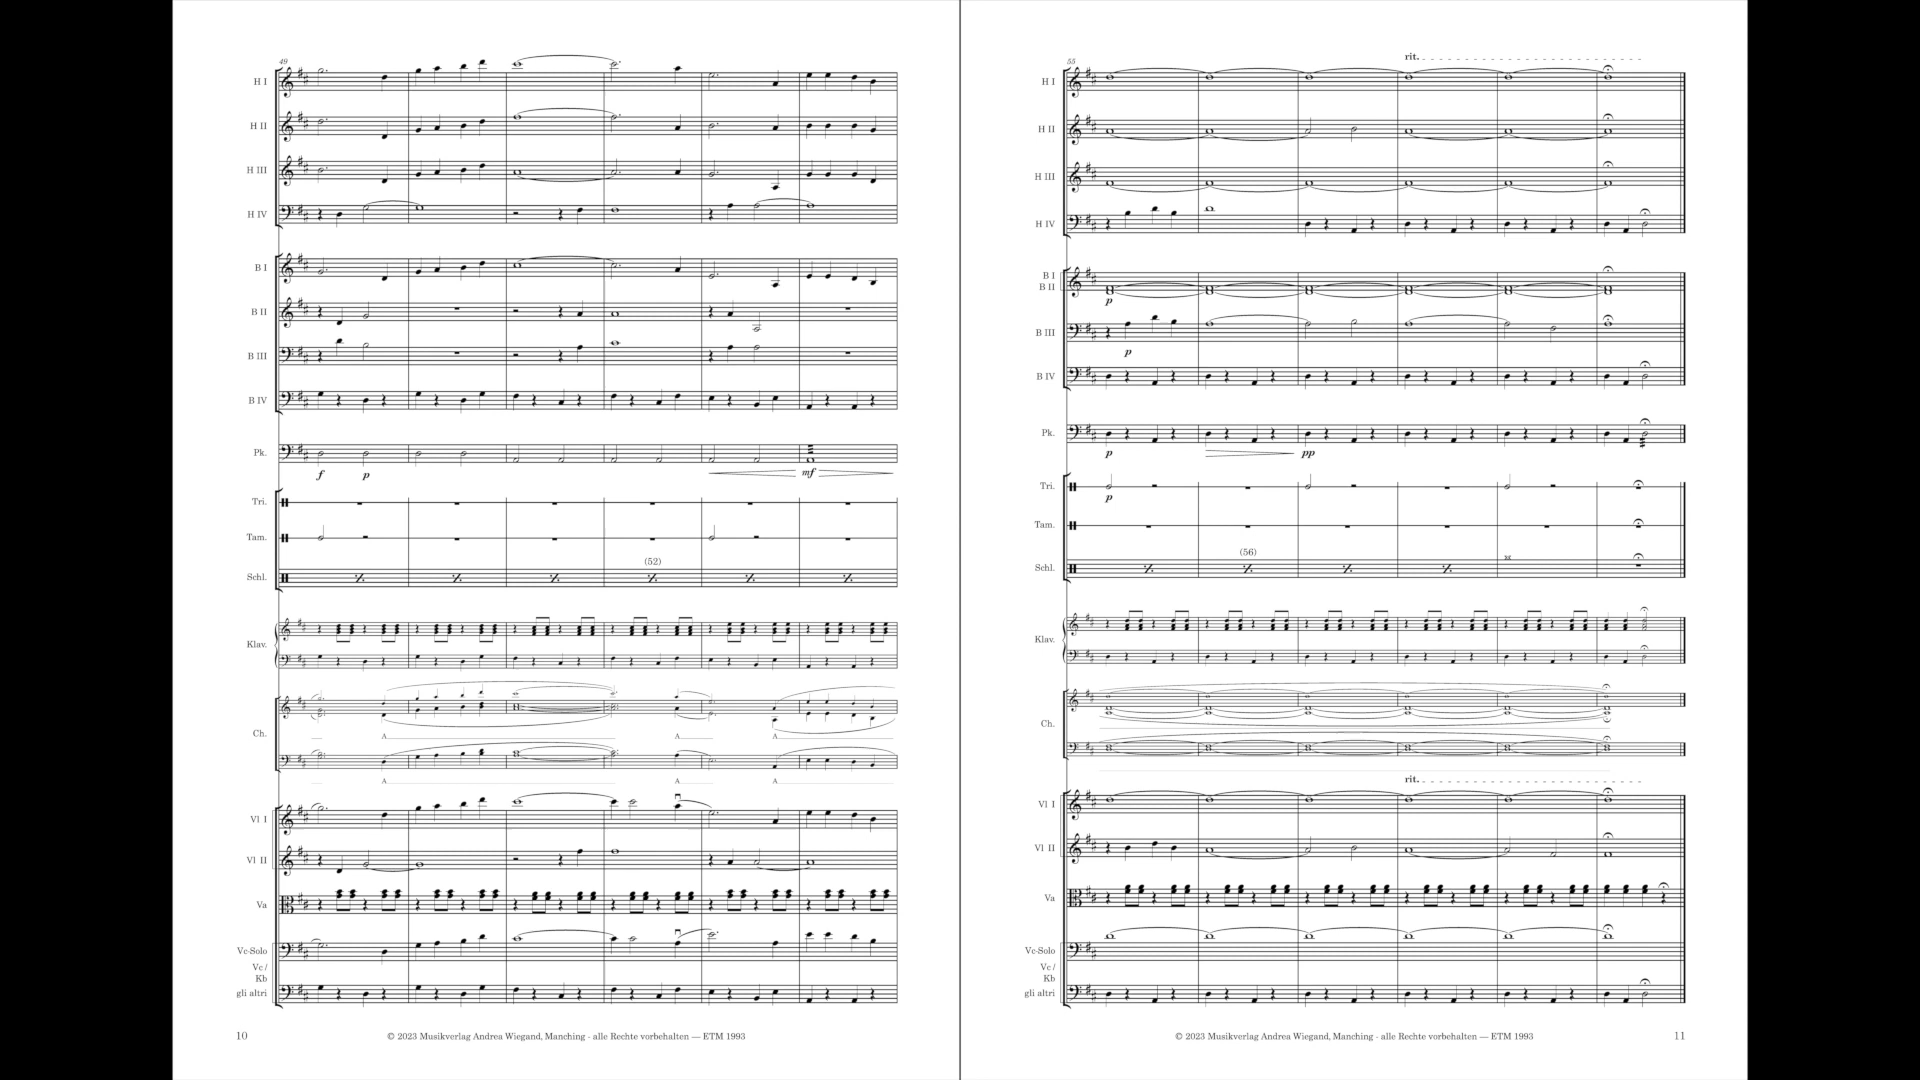 49
H I
H II
H III
H IV
B I
B II
B III
B IV
Pk.
f p mf
Tri.
Tam.
(52)
Schl.
Klav.
Ch.
A A A
A A A
Vl I
Vl II
Va
Vc-Solo
Vc /
Kb
gli altri
10
© 2023 Musikverlag Andrea Wiegand, Manching - alle Rechte vorbehalten — ETM 1993
rit.
55
H I
H II
H III
H IV
B I
B II
p
B III
p
B IV
Pk.
p pp
Tri.
p
Tam.
(56)
Schl.
Klav.
Ch.
rit.
Vl I
Vl II
Va
Vc-Solo
Vc /
Kb
gli altri
© 2023 Musikverlag Andrea Wiegand, Manching - alle Rechte vorbehalten — ETM 1993
11